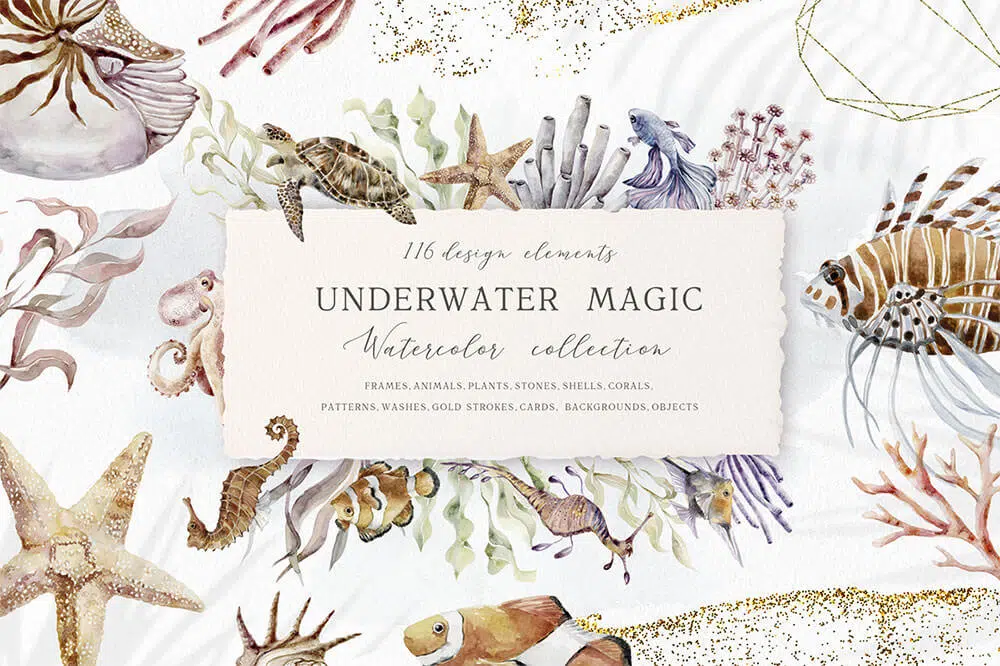 116 design elements
UNDERWATER MAGIC
Watercolor collection
FRAMES, ANIMALS, PLANTS, STONES, SHELLS, CORALS,
PATTERNS, WASHES, GOLD STROKES, CARDS, BACKGROUNDS, OBJECTS